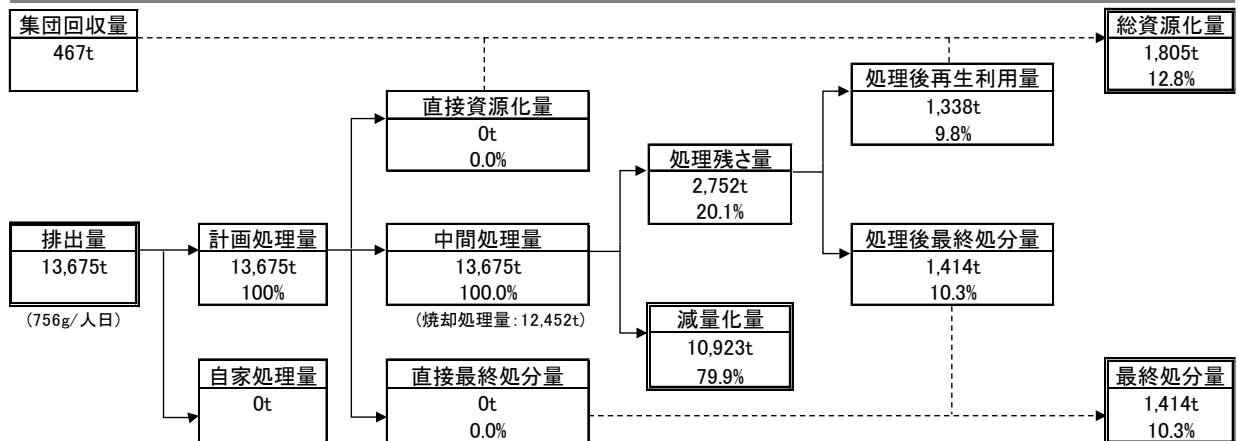 集団回収量
467t
総資源化量
1,805t
12.8%
処理後再生利用量
1,338t
9.8%
直接資源化量
0t
0.0%
処理残さ量
2,752t
20.1%
排出量
13,675t
(756g/人日)
計画処理量
13,675t
100%
中間処理量
13,675t
100.0%
(焼却処理量:12,452t)
処理後最終処分量
1,414t
10.3%
減量化量
10,923t
79.9%
自家処理量
0t
直接最終処分量
0t
0.0%
最終処分量
1,414t
10.3%